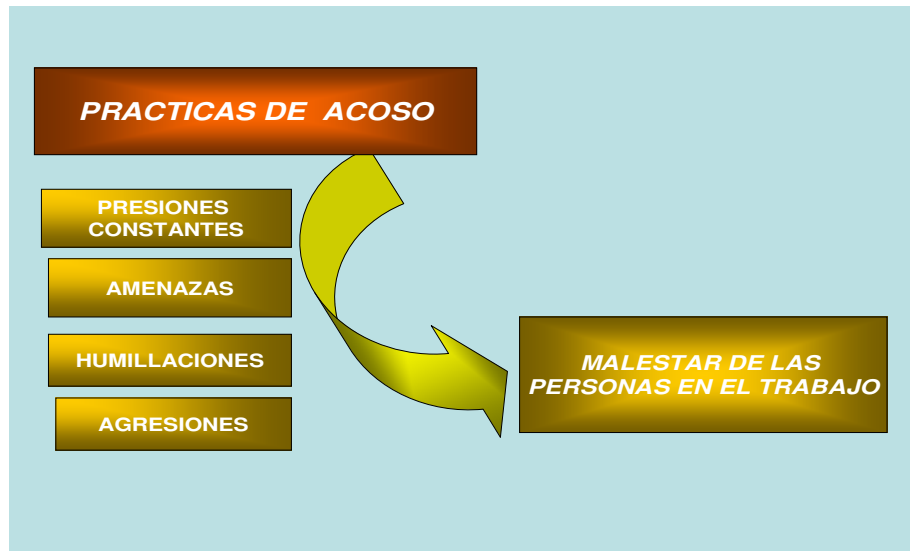 PRACTICAS DE ACOSO
PRESIONES
CONSTANTES
AMENAZAS
HUMILLACIONES
AGRESIONES
MALESTAR DE LAS
PERSONAS EN EL TRABAJO